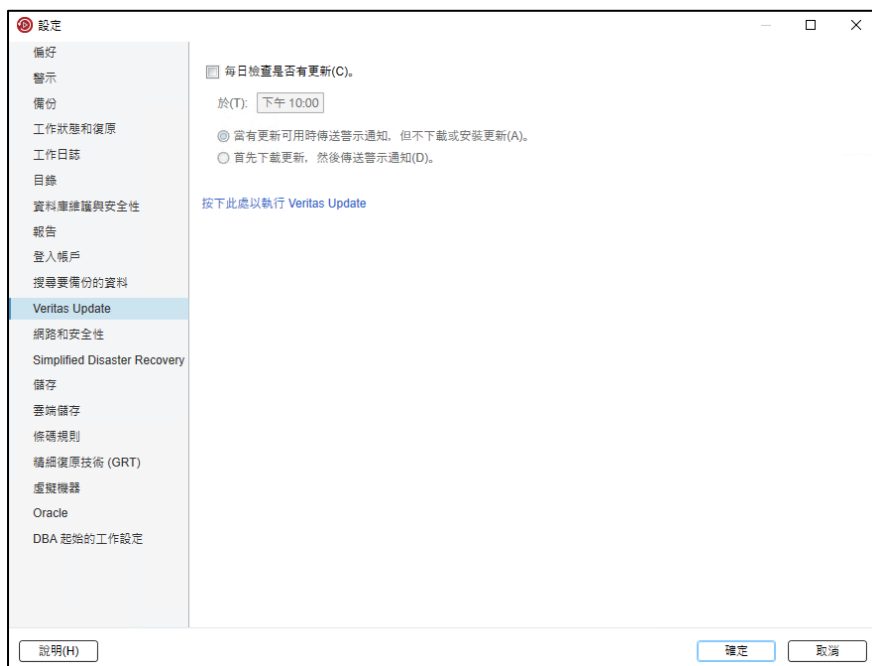 設定
偏好
警示
備份
工作狀態和復原
工作日誌
目錄
資料庫維護與安全性
報告
登入帳戶
搜尋要備份的資料
Veritas Update
網路和安全性
Simplified Disaster Recovery
儲存
雲端儲存
條碼規則
精細復原技術 (GRT)
虛擬機器
Oracle
DBA 起始的工作設定
每日檢查是否有更新(C)。
於(T): 下午 10:00
當有更新可用時傳送警示通知，但不下載或安裝更新(A)。
首先下載更新，然後傳送警示通知(D)。
按下此處以執行 Veritas Update
說明(H)
確定
取消